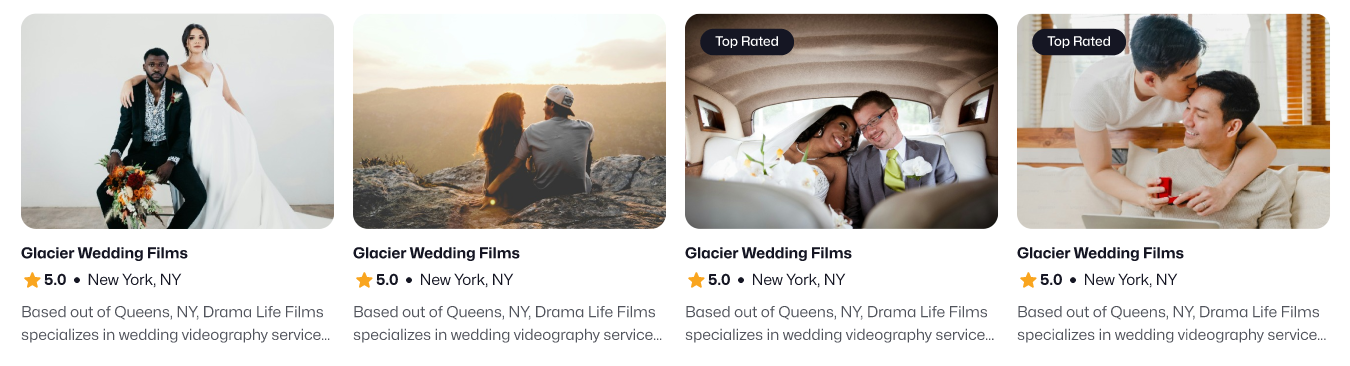 Top Rated
Top Rated
Glacier Wedding Films
5.0 • New York, NY
Based out of Queens, NY, Drama Life Films
specializes in wedding videography service...
Glacier Wedding Films
5.0 • New York, NY
Based out of Queens, NY, Drama Life Films
specializes in wedding videography service...
Glacier Wedding Films
5.0 • New York, NY
Based out of Queens, NY, Drama Life Films
specializes in wedding videography service...
Glacier Wedding Films
5.0 • New York, NY
Based out of Queens, NY, Drama Life Films
specializes in wedding videography service...